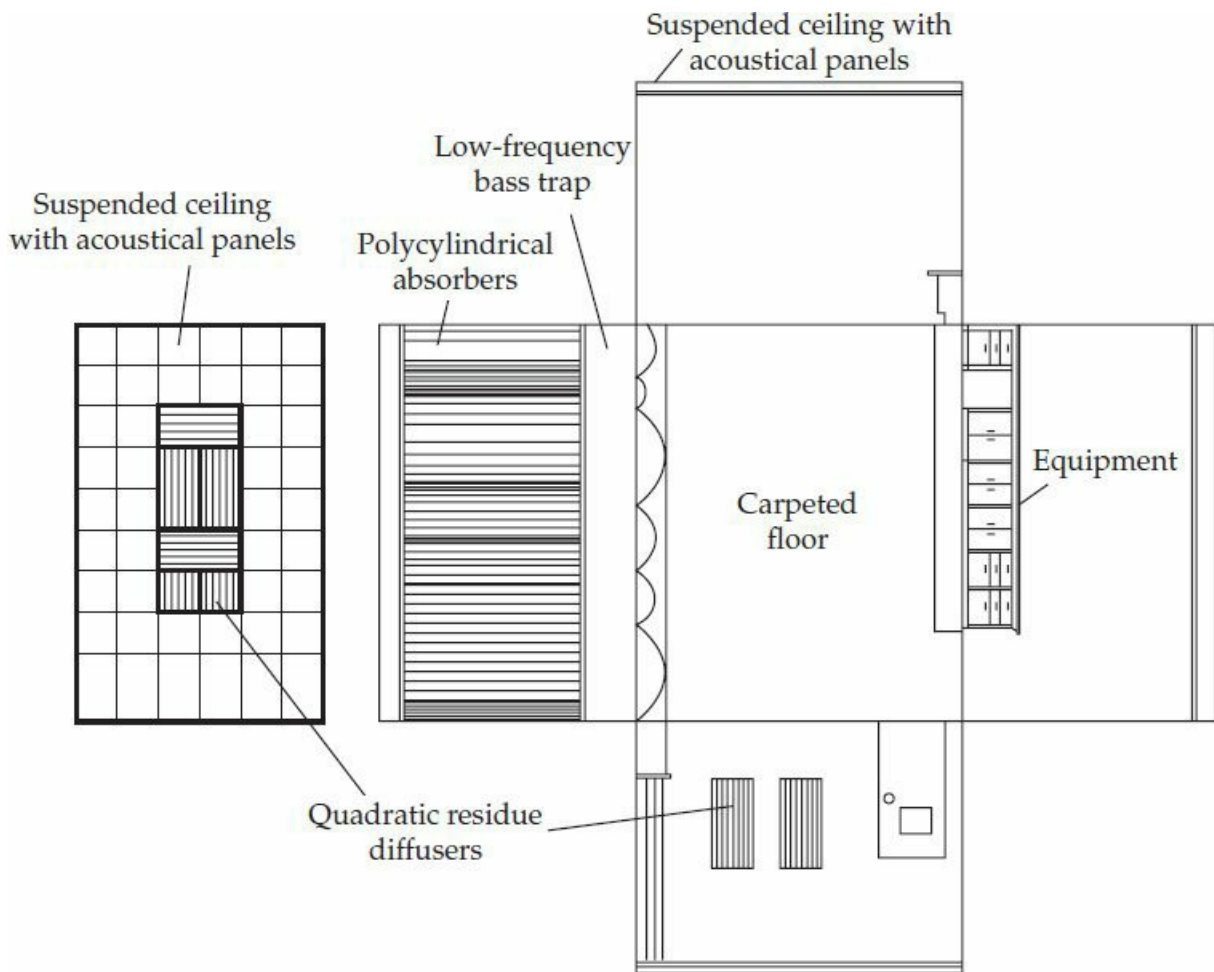 Suspended ceiling with
acoustical panels
Low-frequency
bass trap
Suspended ceiling
with acoustical panels
Polycylindrical
absorbers
Equipment
Carpeted
floor
Quadratic residue
diffusers